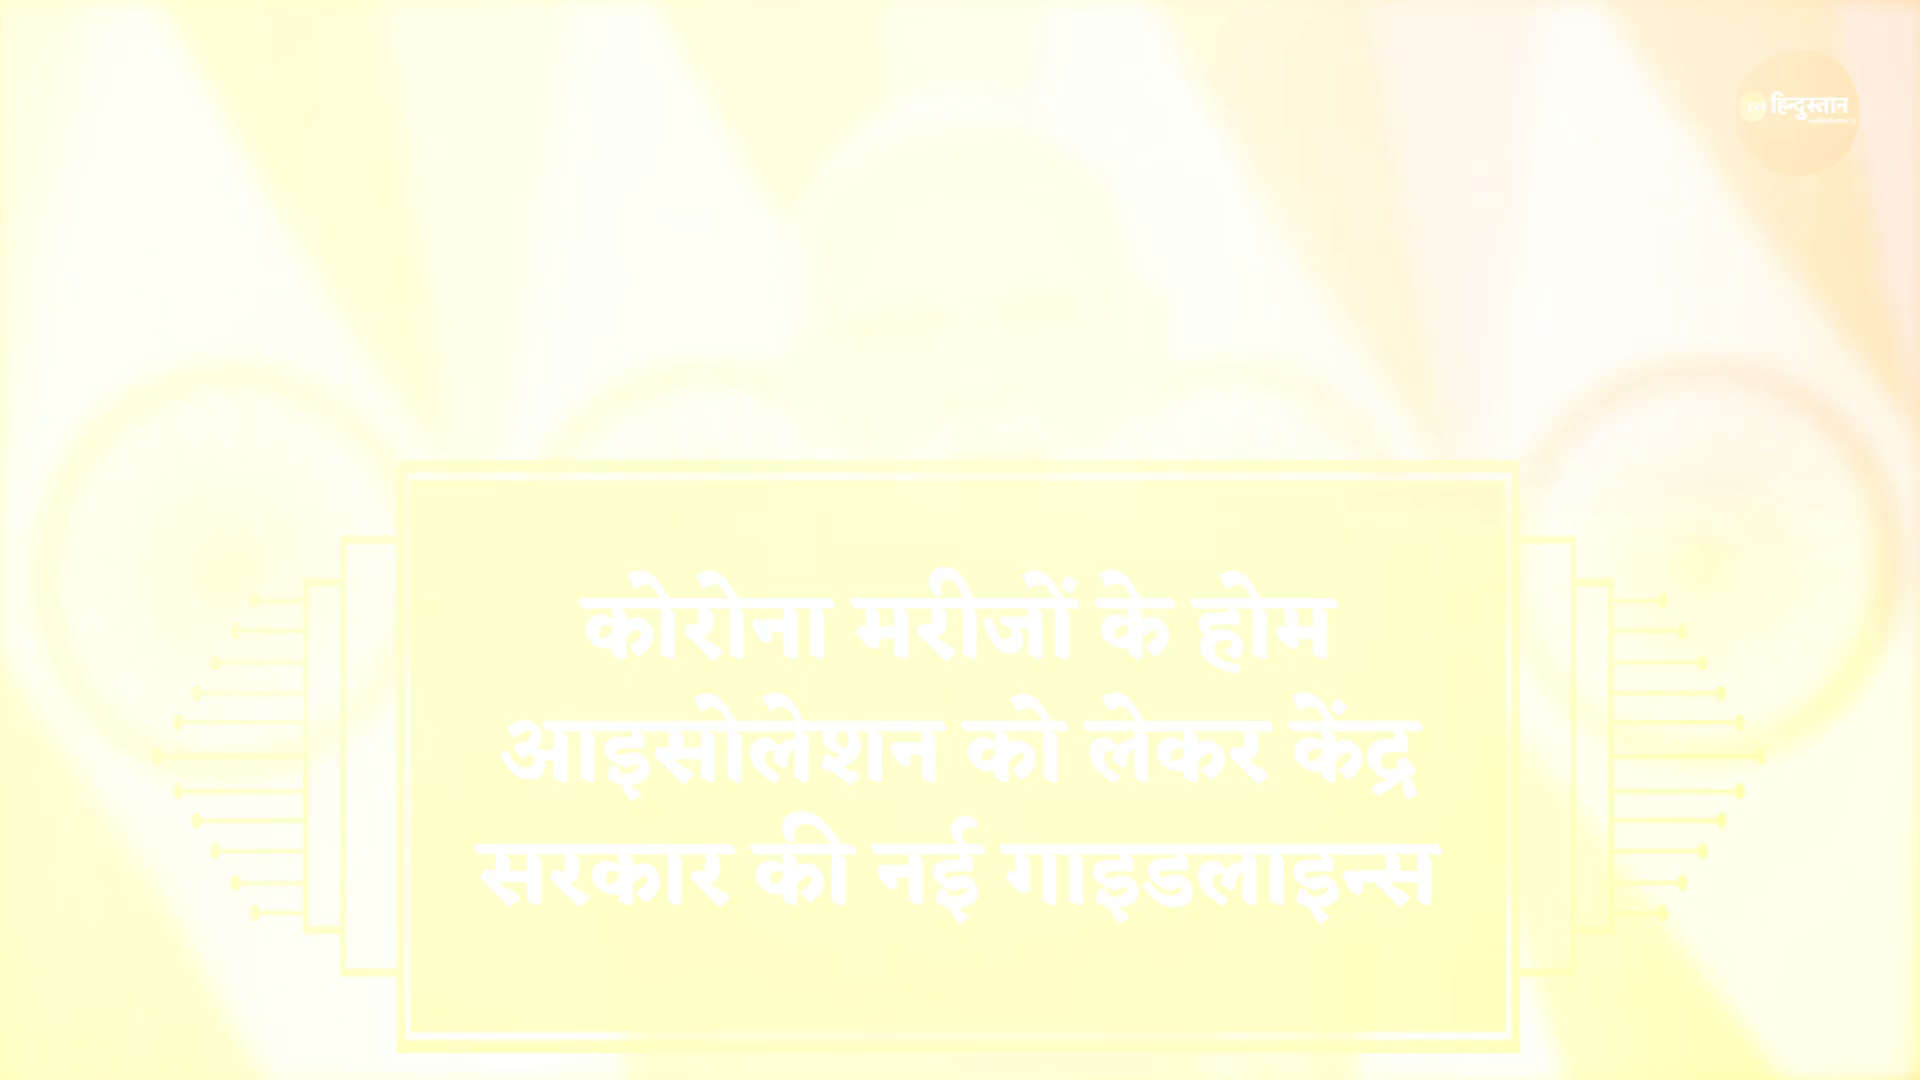 हिन्दुस्तान
कोरोना मरीजों के होम
आइसोलेशन को लेकर केंद्र
सरकार की नई गाइडलाइन्स